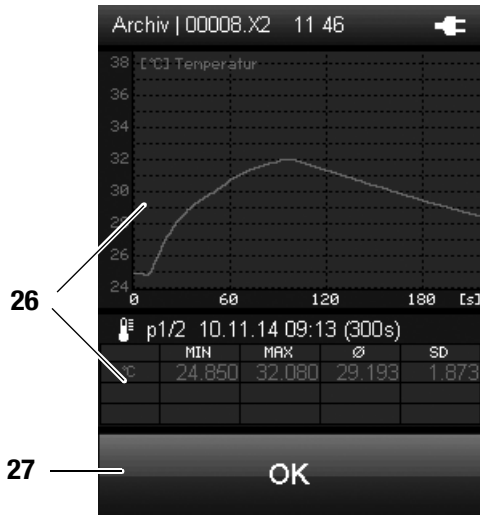 Archiv | 00008.X2 11 46
38 [°C] Temperatur
36
34
32
30
28
26
24
0 60 120 180 [s]
26
p1/2 10.11.14 09:13 (300s)
MIN MAX Ø SD
°C 24.850 32.080 29.193 1.873
27
OK